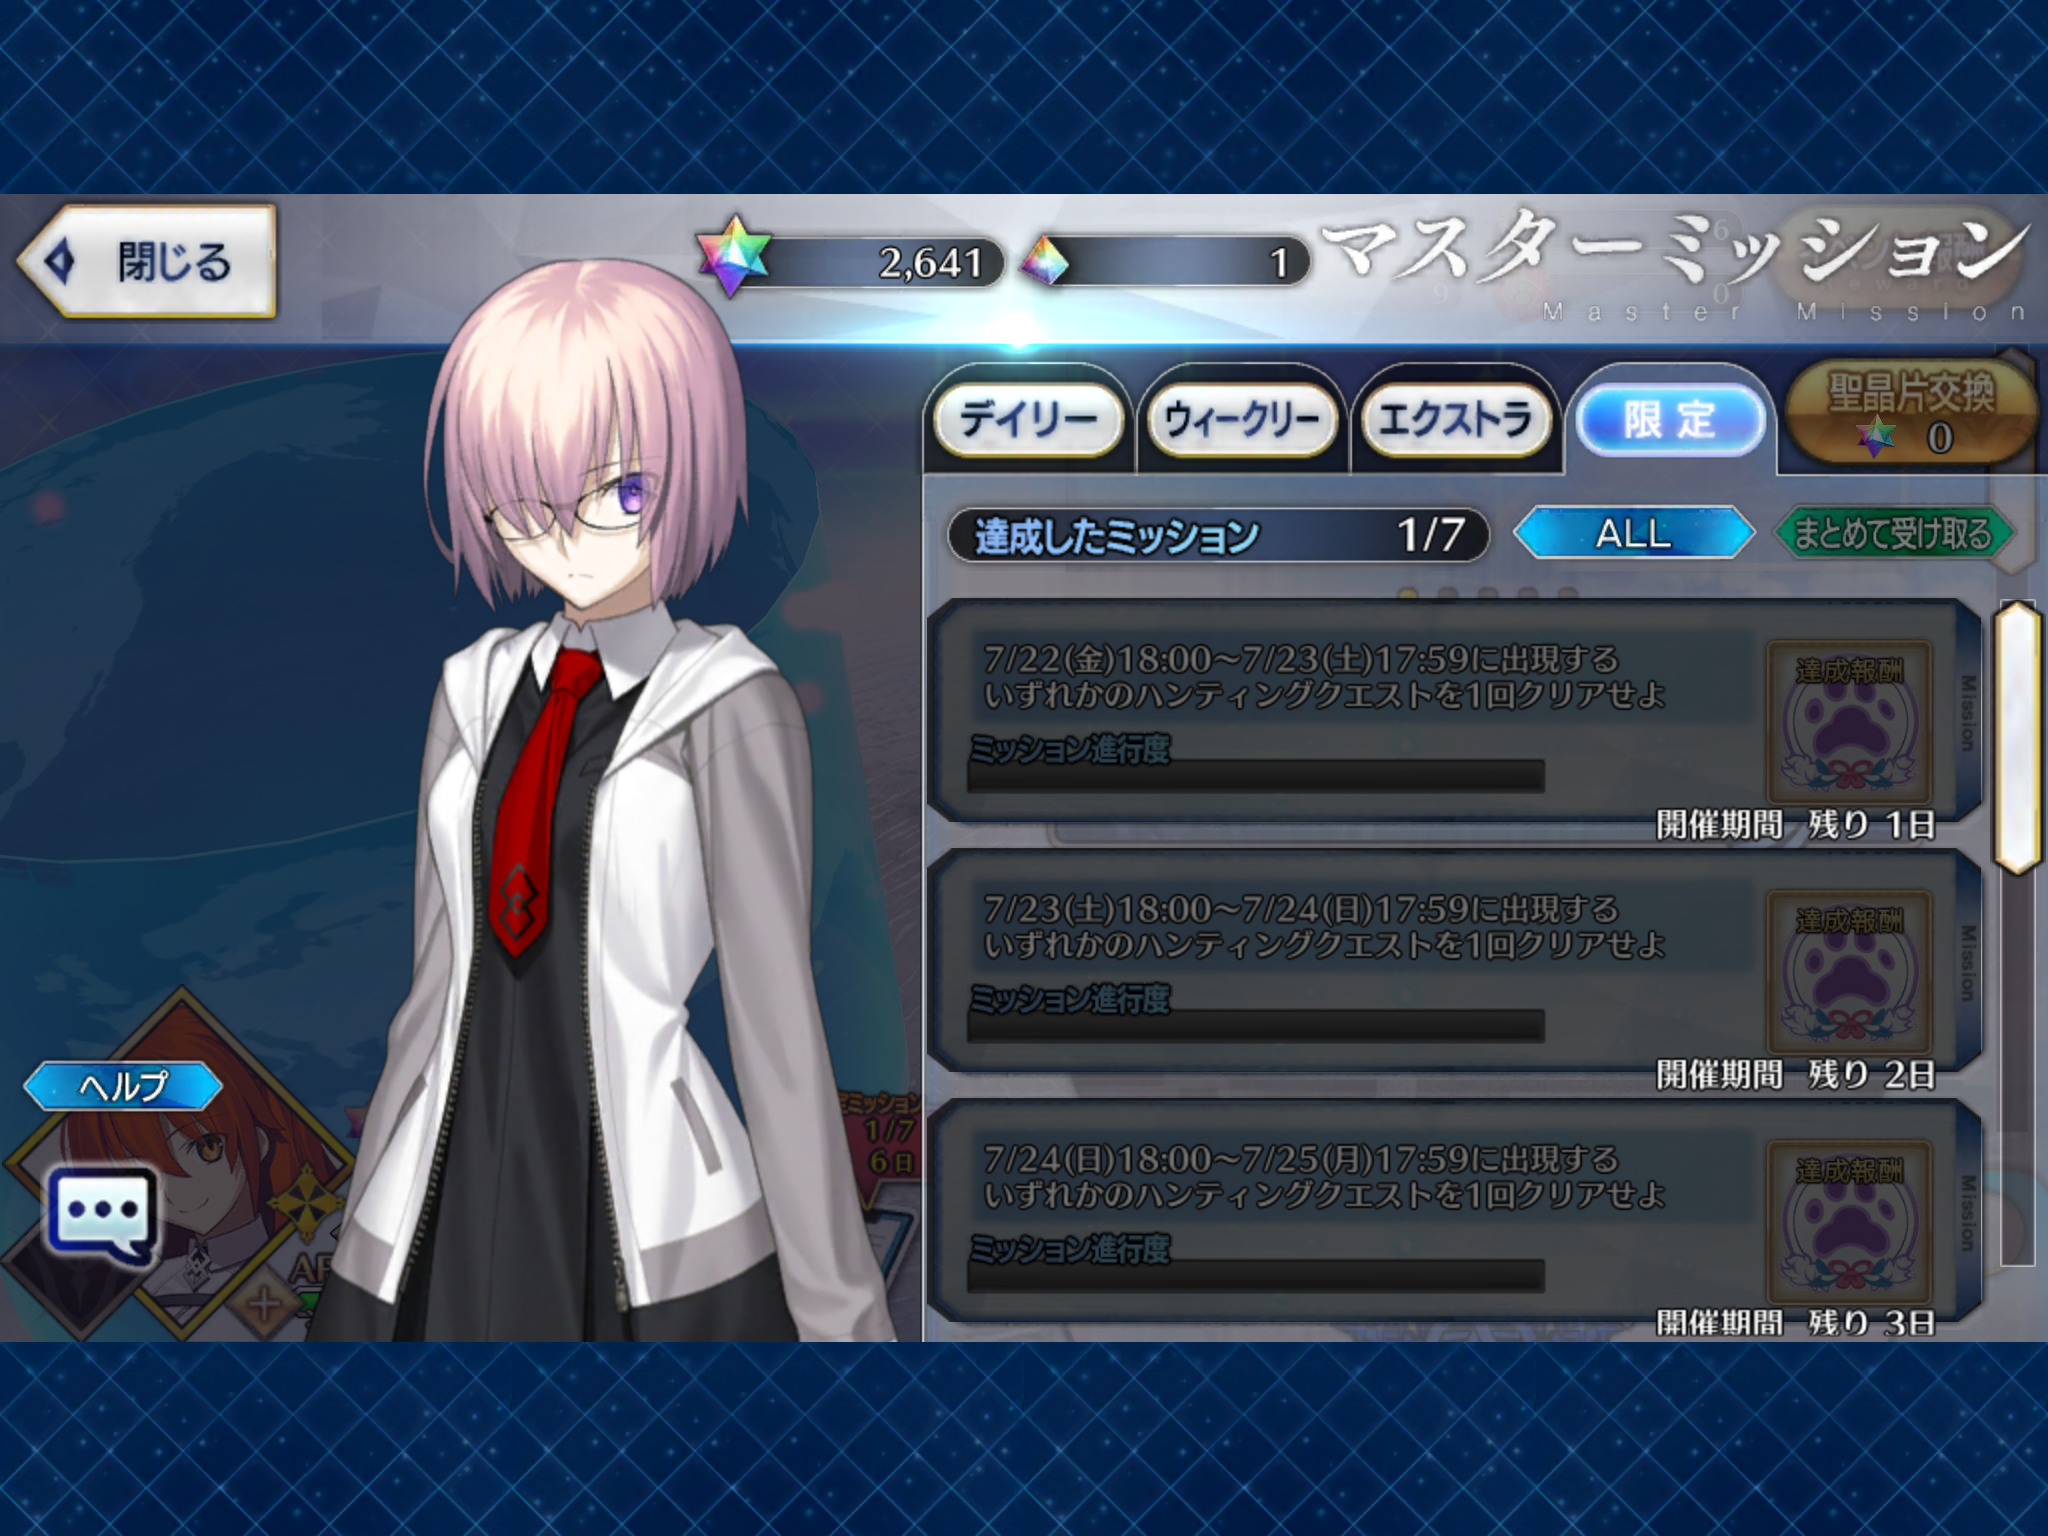 閉じる
2,641
1
マスターミッション
Master Mission
デイリー
ウィークリー
エクストラ
限定
聖晶片交換
0
達成したミッション 1/7
ALL
まとめて受け取る
7/22(金)18:00～7/23(土)17:59に出現する
いずれかのハンティングクエストを1回クリアせよ
ミッション進行度
達成報酬
Mission
開催期間 残り 1日
7/23(土)18:00～7/24(日)17:59に出現する
いずれかのハンティングクエストを1回クリアせよ
ミッション進行度
達成報酬
Mission
開催期間 残り 2日
7/24(日)18:00～7/25(月)17:59に出現する
いずれかのハンティングクエストを1回クリアせよ
ミッション進行度
達成報酬
Mission
開催期間 残り 3日
ヘルプ
ミッション
1/7
6日
AP